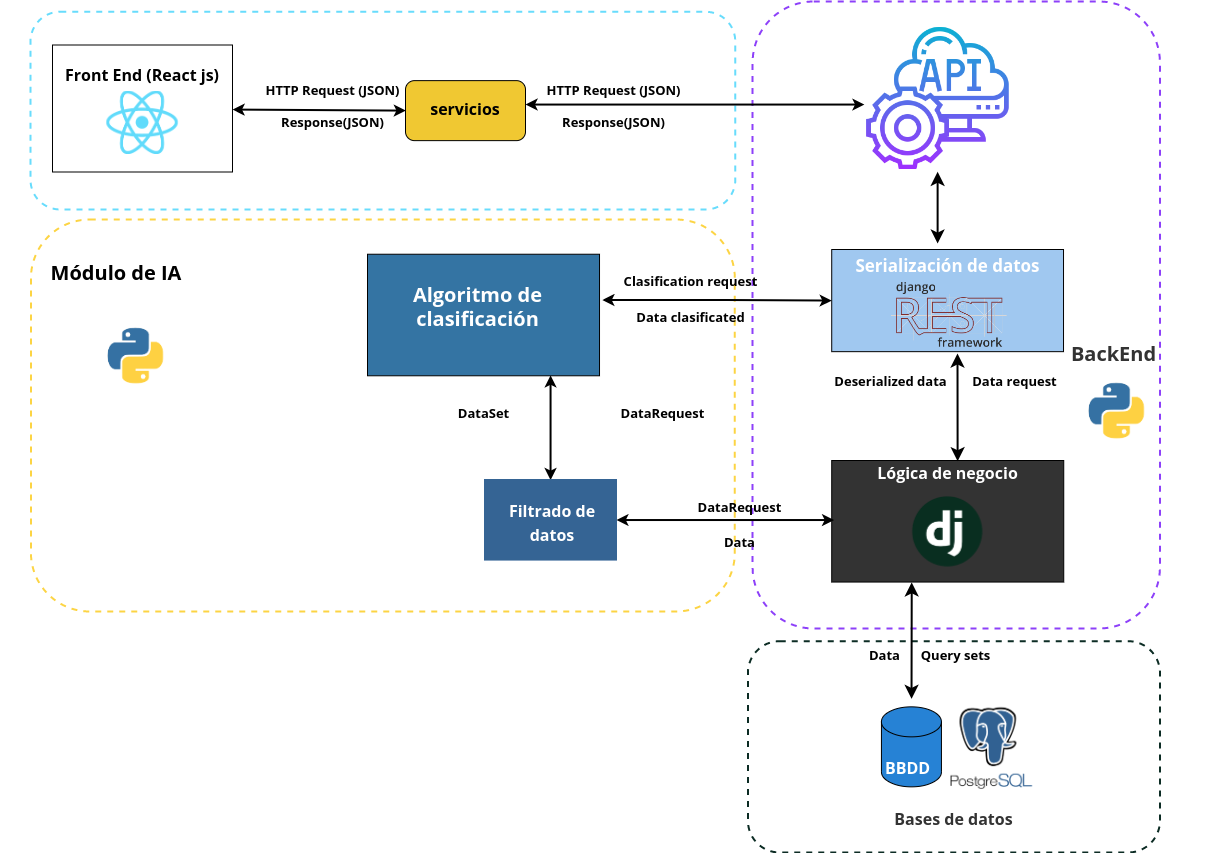 Front End (React js)
HTTP Request (JSON)
Response(JSON)
servicios
HTTP Request (JSON)
Response(JSON)
API
Módulo de IA
Algoritmo de
clasificación
Clasification request
Data clasificated
Serialización de datos
django
REST
framework
BackEnd
Deserialized data
Data request
DataSet
DataRequest
Filtrado de
datos
DataRequest
Data
Lógica de negocio
dj
Data
Query sets
BBDD
PostgreSQL
Bases de datos